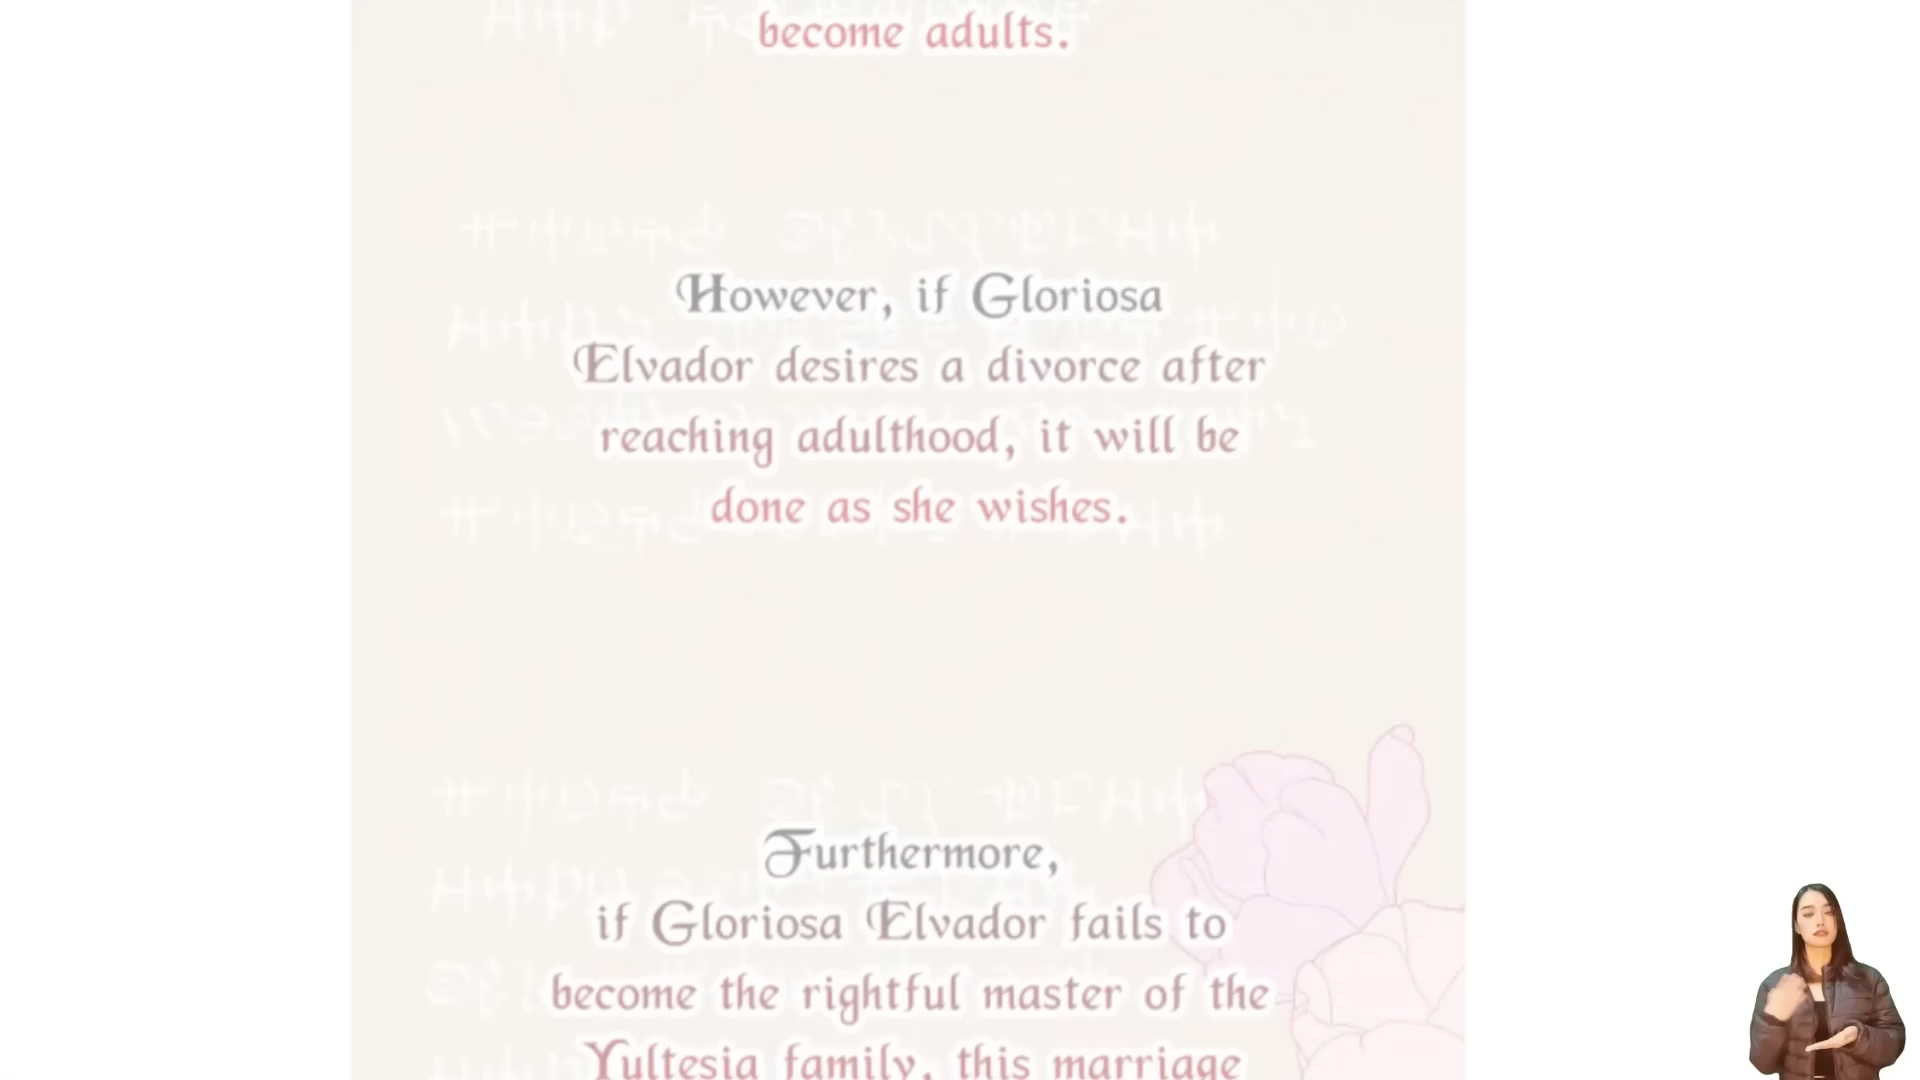 become adults.
However, if Gloriosa
Elvador desires a divorce after
reaching adulthood, it will be
done as she wishes.
Furthermore,
if Gloriosa Elvador fails to
become the rightful master of the
Yultesia family, this marriage